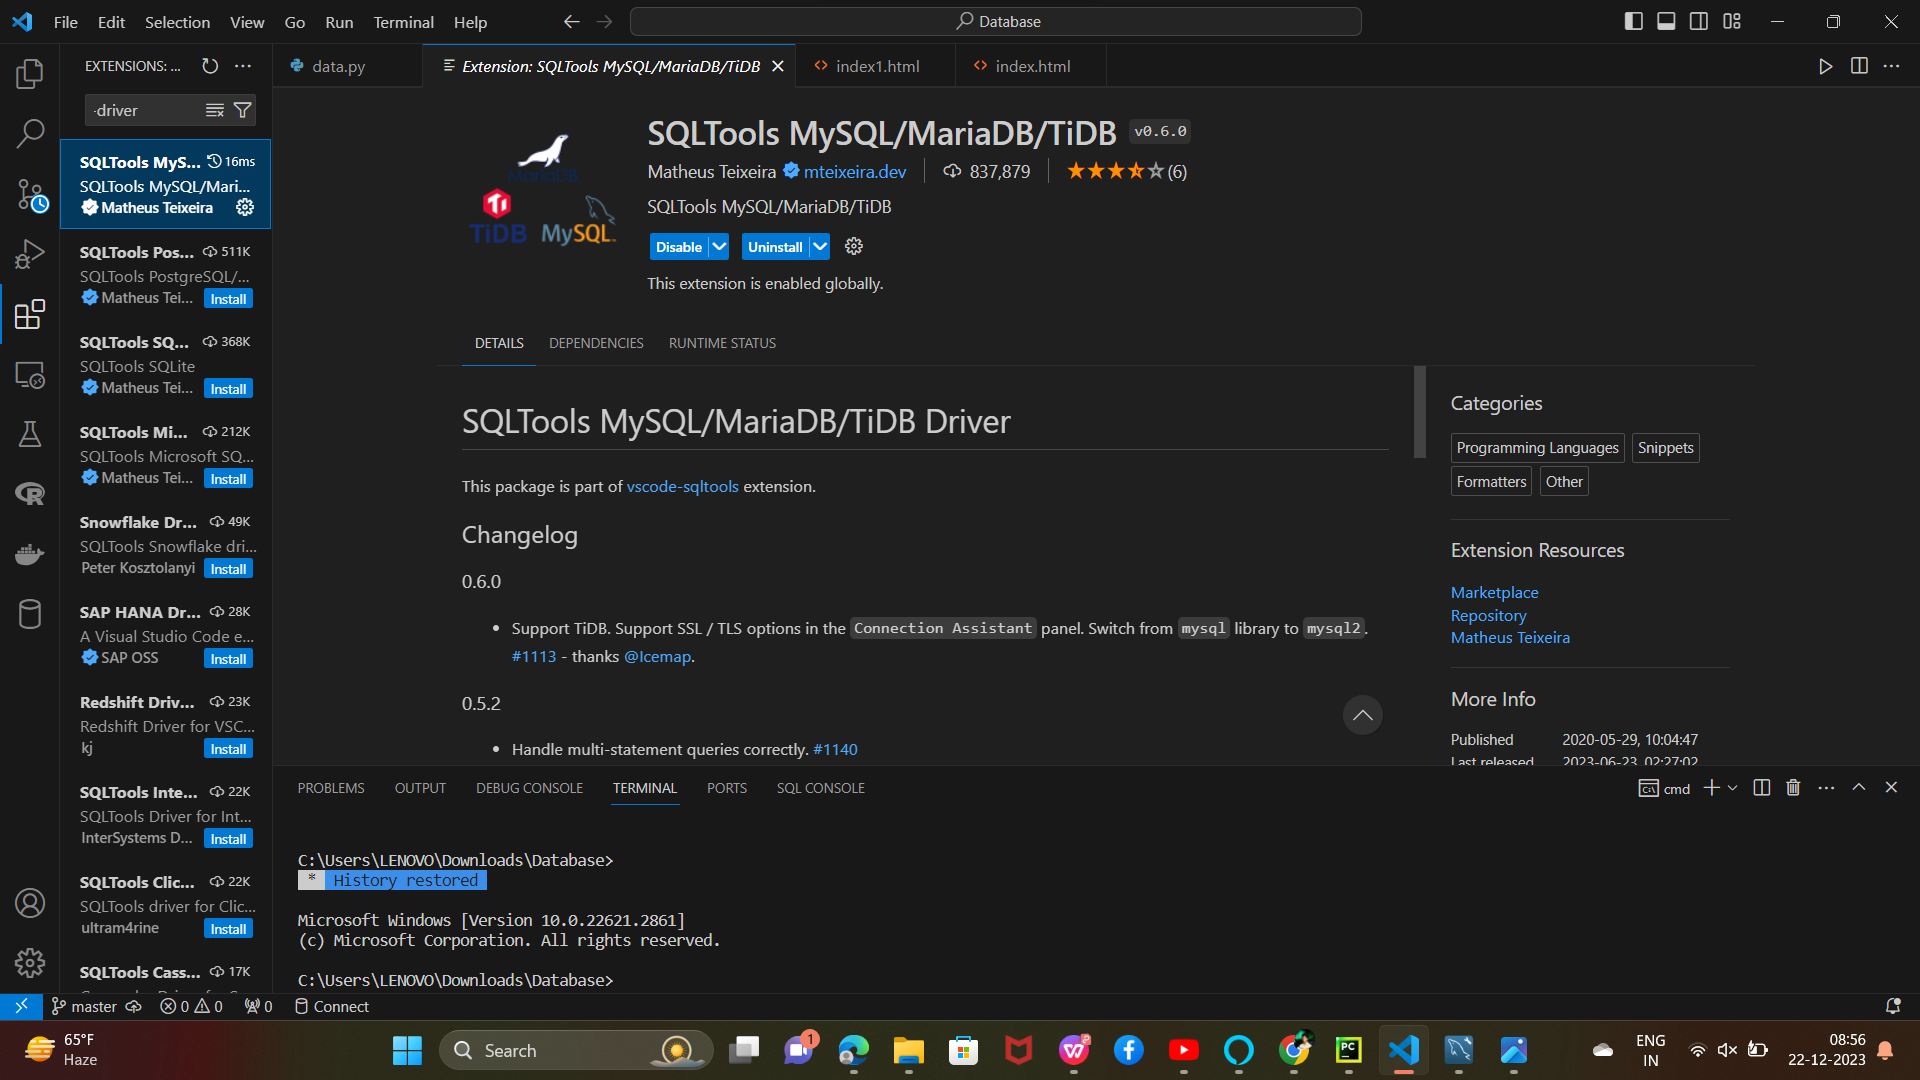 File Edit Selection View Go Run Terminal Help
Database
EXTENSIONS: ...
data.py
Extension: SQLTools MySQL/MariaDB/TiDB
index1.html
index.html
-driver
SQLTools MyS... 16ms
SQLTools MySQL/Mari...
Matheus Teixeira
SQLTools Pos... 511K
SQLTools PostgreSQL/...
Matheus Tei... Install
SQLTools SQ... 368K
SQLTools SQLite
Matheus Tei... Install
SQLTools Mi... 212K
SQLTools Microsoft SQ...
Matheus Tei... Install
Snowflake Dr... 49K
SQLTools Snowflake dri...
Peter Kosztolanyi Install
SAP HANA Dr... 28K
A Visual Studio Code e...
SAP OSS Install
Redshift Driv... 23K
Redshift Driver for VSC...
kj Install
SQLTools Inte... 22K
SQLTools Driver for Int...
InterSystems D... Install
SQLTools Clic... 22K
SQLTools driver for Clic...
ultram4rine Install
SQLTools Cass... 17K
MariaDB
TiDB MySQL
SQLTools MySQL/MariaDB/TiDB v0.6.0
Matheus Teixeira mteixeira.dev 837,879 (6)
SQLTools MySQL/MariaDB/TiDB
Disable Uninstall
This extension is enabled globally.
DETAILS DEPENDENCIES RUNTIME STATUS
SQLTools MySQL/MariaDB/TiDB Driver
This package is part of vscode-sqltools extension.
Changelog
0.6.0
• Support TiDB. Support SSL / TLS options in the Connection Assistant panel. Switch from mysql library to mysql2.
#1113 - thanks @Icemap.
0.5.2
• Handle multi-statement queries correctly. #1140
Categories
Programming Languages Snippets
Formatters Other
Extension Resources
Marketplace
Repository
Matheus Teixeira
More Info
Published 2020-05-29, 10:04:47
Last released 2023-06-23, 02:27:02
PROBLEMS OUTPUT DEBUG CONSOLE TERMINAL PORTS SQL CONSOLE
cmd
C:\Users\LENOVO\Downloads\Database>
* History restored
Microsoft Windows [Version 10.0.22621.2861]
(c) Microsoft Corporation. All rights reserved.
C:\Users\LENOVO\Downloads\Database>
master 0 0 0 Connect
65°F
Haze
Search
1
PC
ENG
IN
08:56
22-12-2023